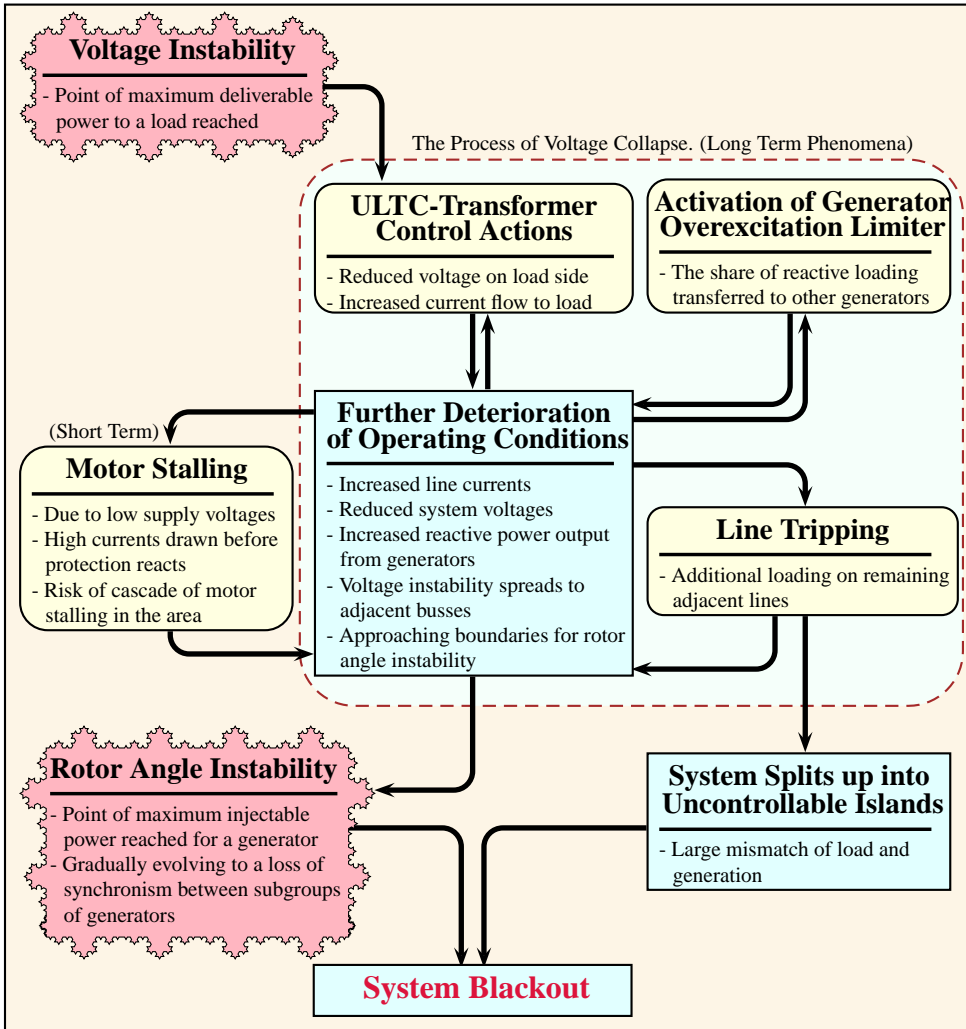 Voltage Instability
- Point of maximum deliverable
power to a load reached
The Process of Voltage Collapse. (Long Term Phenomena)
ULTC-Transformer
Control Actions
- Reduced voltage on load side
- Increased current flow to load
Activation of Generator
Overexcitation Limiter
- The share of reactive loading
transferred to other generators
(Short Term)
Motor Stalling
- Due to low supply voltages
- High currents drawn before
protection reacts
- Risk of cascade of motor
stalling in the area
Further Deterioration
of Operating Conditions
- Increased line currents
- Reduced system voltages
- Increased reactive power output
from generators
- Voltage instability spreads to
adjacent busses
- Approaching boundaries for rotor
angle instability
Line Tripping
- Additional loading on remaining
adjacent lines
Rotor Angle Instability
- Point of maximum injectable
power reached for a generator
- Gradually evolving to a loss of
synchronism between subgroups
of generators
System Splits up into
Uncontrollable Islands
- Large mismatch of load and
generation
System Blackout